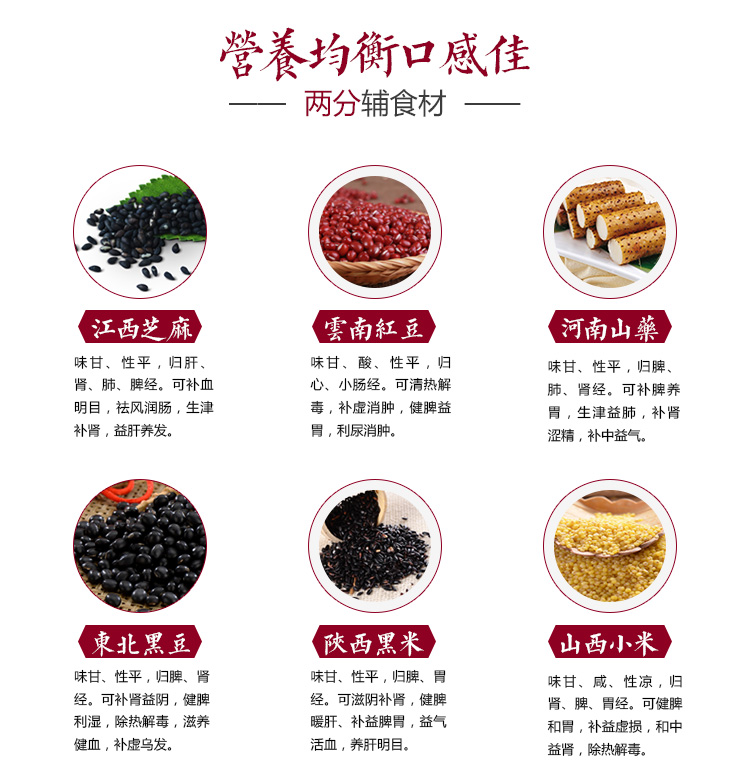 營養均衡口感佳
两分辅食材
江西芝麻
味甘、性平，归肝、
肾、肺、脾经。可补血
明目，祛风润肠，生津
补肾，益肝养发。
雲南紅豆
味甘、酸、性平，归
心、小肠经。可清热解
毒，补虚消肿，健脾益
胃，利尿消肿。
河南山藥
味甘、性平，归脾、
肺、肾经。可补脾养
胃，生津益肺，补肾
涩精，补中益气。
東北黑豆
味甘、性平，归脾、肾
经。可补肾益阴，健脾
利湿，除热解毒，滋养
健血，补虚乌发。
陝西黑米
味甘、性平，归脾、胃
经。可滋阴补肾，健脾
暖肝、补益脾胃，益气
活血，养肝明目。
山西小米
味甘、咸、性凉，归
肾、脾、胃经。可健脾
和胃，补益虚损，和中
益肾，除热解毒。